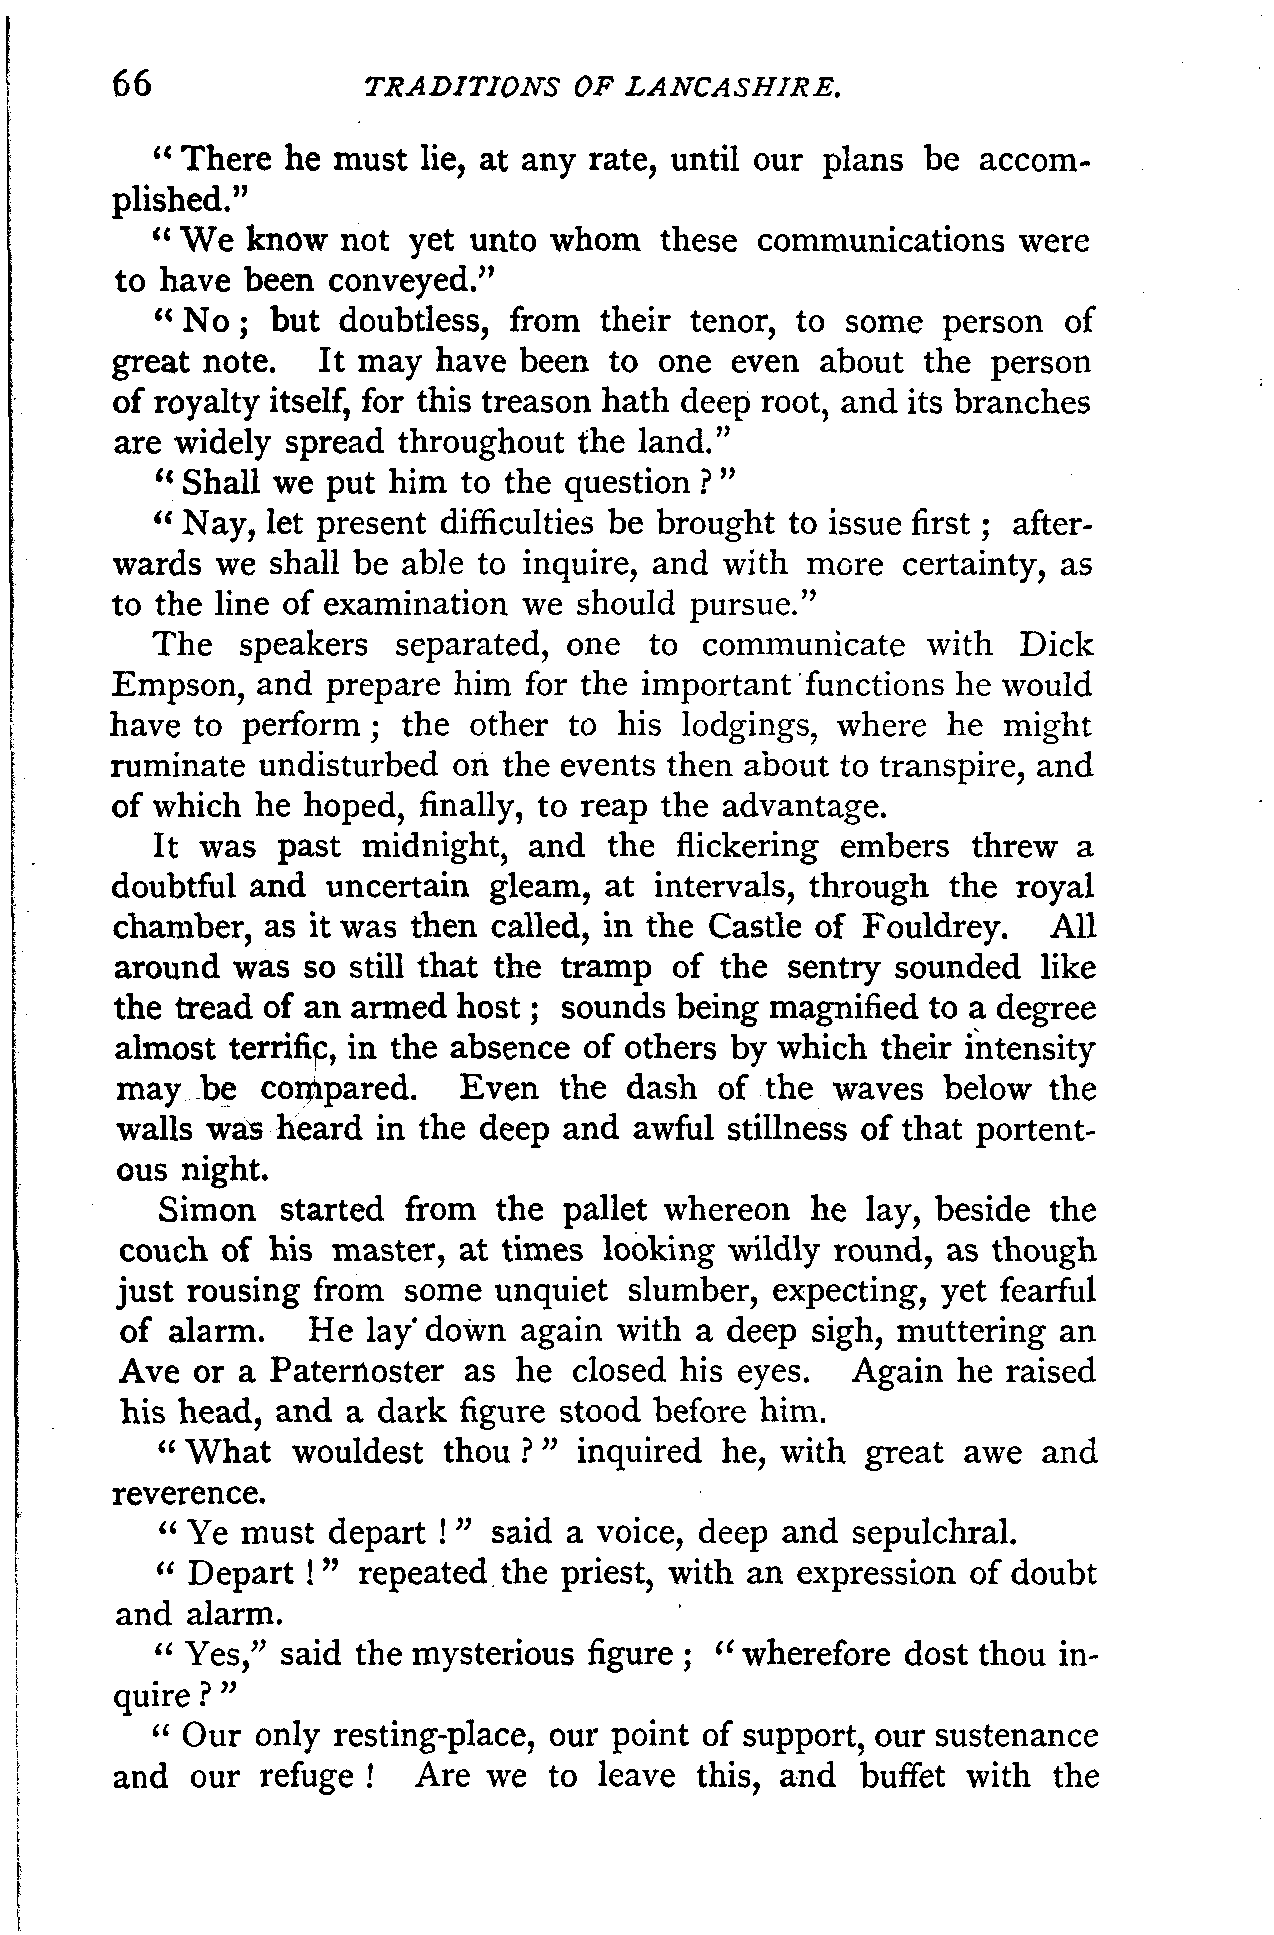 66 TRADITIONS OF LANCASHIRE.
“There he must lie, at any rate, until our plans be accom-
plished.”
“We know not yet unto whom these communications were
to have been conveyed.”
“No; but doubtless, from their tenor, to some person of
great note. It may have been to one even about the person
of royalty itself, for this treason hath deep root, and its branches
are widely spread throughout the land.”
“Shall we put him to the question?”
“Nay, let present difficulties be brought to issue first; after-
wards we shall be able to inquire, and with more certainty, as
to the line of examination we should pursue.”
The speakers separated, one to communicate with Dick
Empson, and prepare him for the important functions he would
have to perform; the other to his lodgings, where he might
ruminate undisturbed on the events then about to transpire, and
of which he hoped, finally, to reap the advantage.
It was past midnight, and the flickering embers threw a
doubtful and uncertain gleam, at intervals, through the royal
chamber, as it was then called, in the Castle of Fouldrey. All
around was so still that the tramp of the sentry sounded like
the tread of an armed host; sounds being magnified to a degree
almost terrific, in the absence of others by which their intensity
may be compared. Even the dash of the waves below the
walls was heard in the deep and awful stillness of that portent-
ous night.
Simon started from the pallet whereon he lay, beside the
couch of his master, at times looking wildly round, as though
just rousing from some unquiet slumber, expecting, yet fearful
of alarm. He lay down again with a deep sigh, muttering an
Ave or a Paternoster as he closed his eyes. Again he raised
his head, and a dark figure stood before him.
“What wouldest thou?” inquired he, with great awe and
reverence.
“Ye must depart!” said a voice, deep and sepulchral.
“Depart!” repeated the priest, with an expression of doubt
and alarm.
“Yes,” said the mysterious figure; “wherefore dost thou in-
quire?”
“Our only resting-place, our point of support, our sustenance
and our refuge! Are we to leave this, and buffet with the